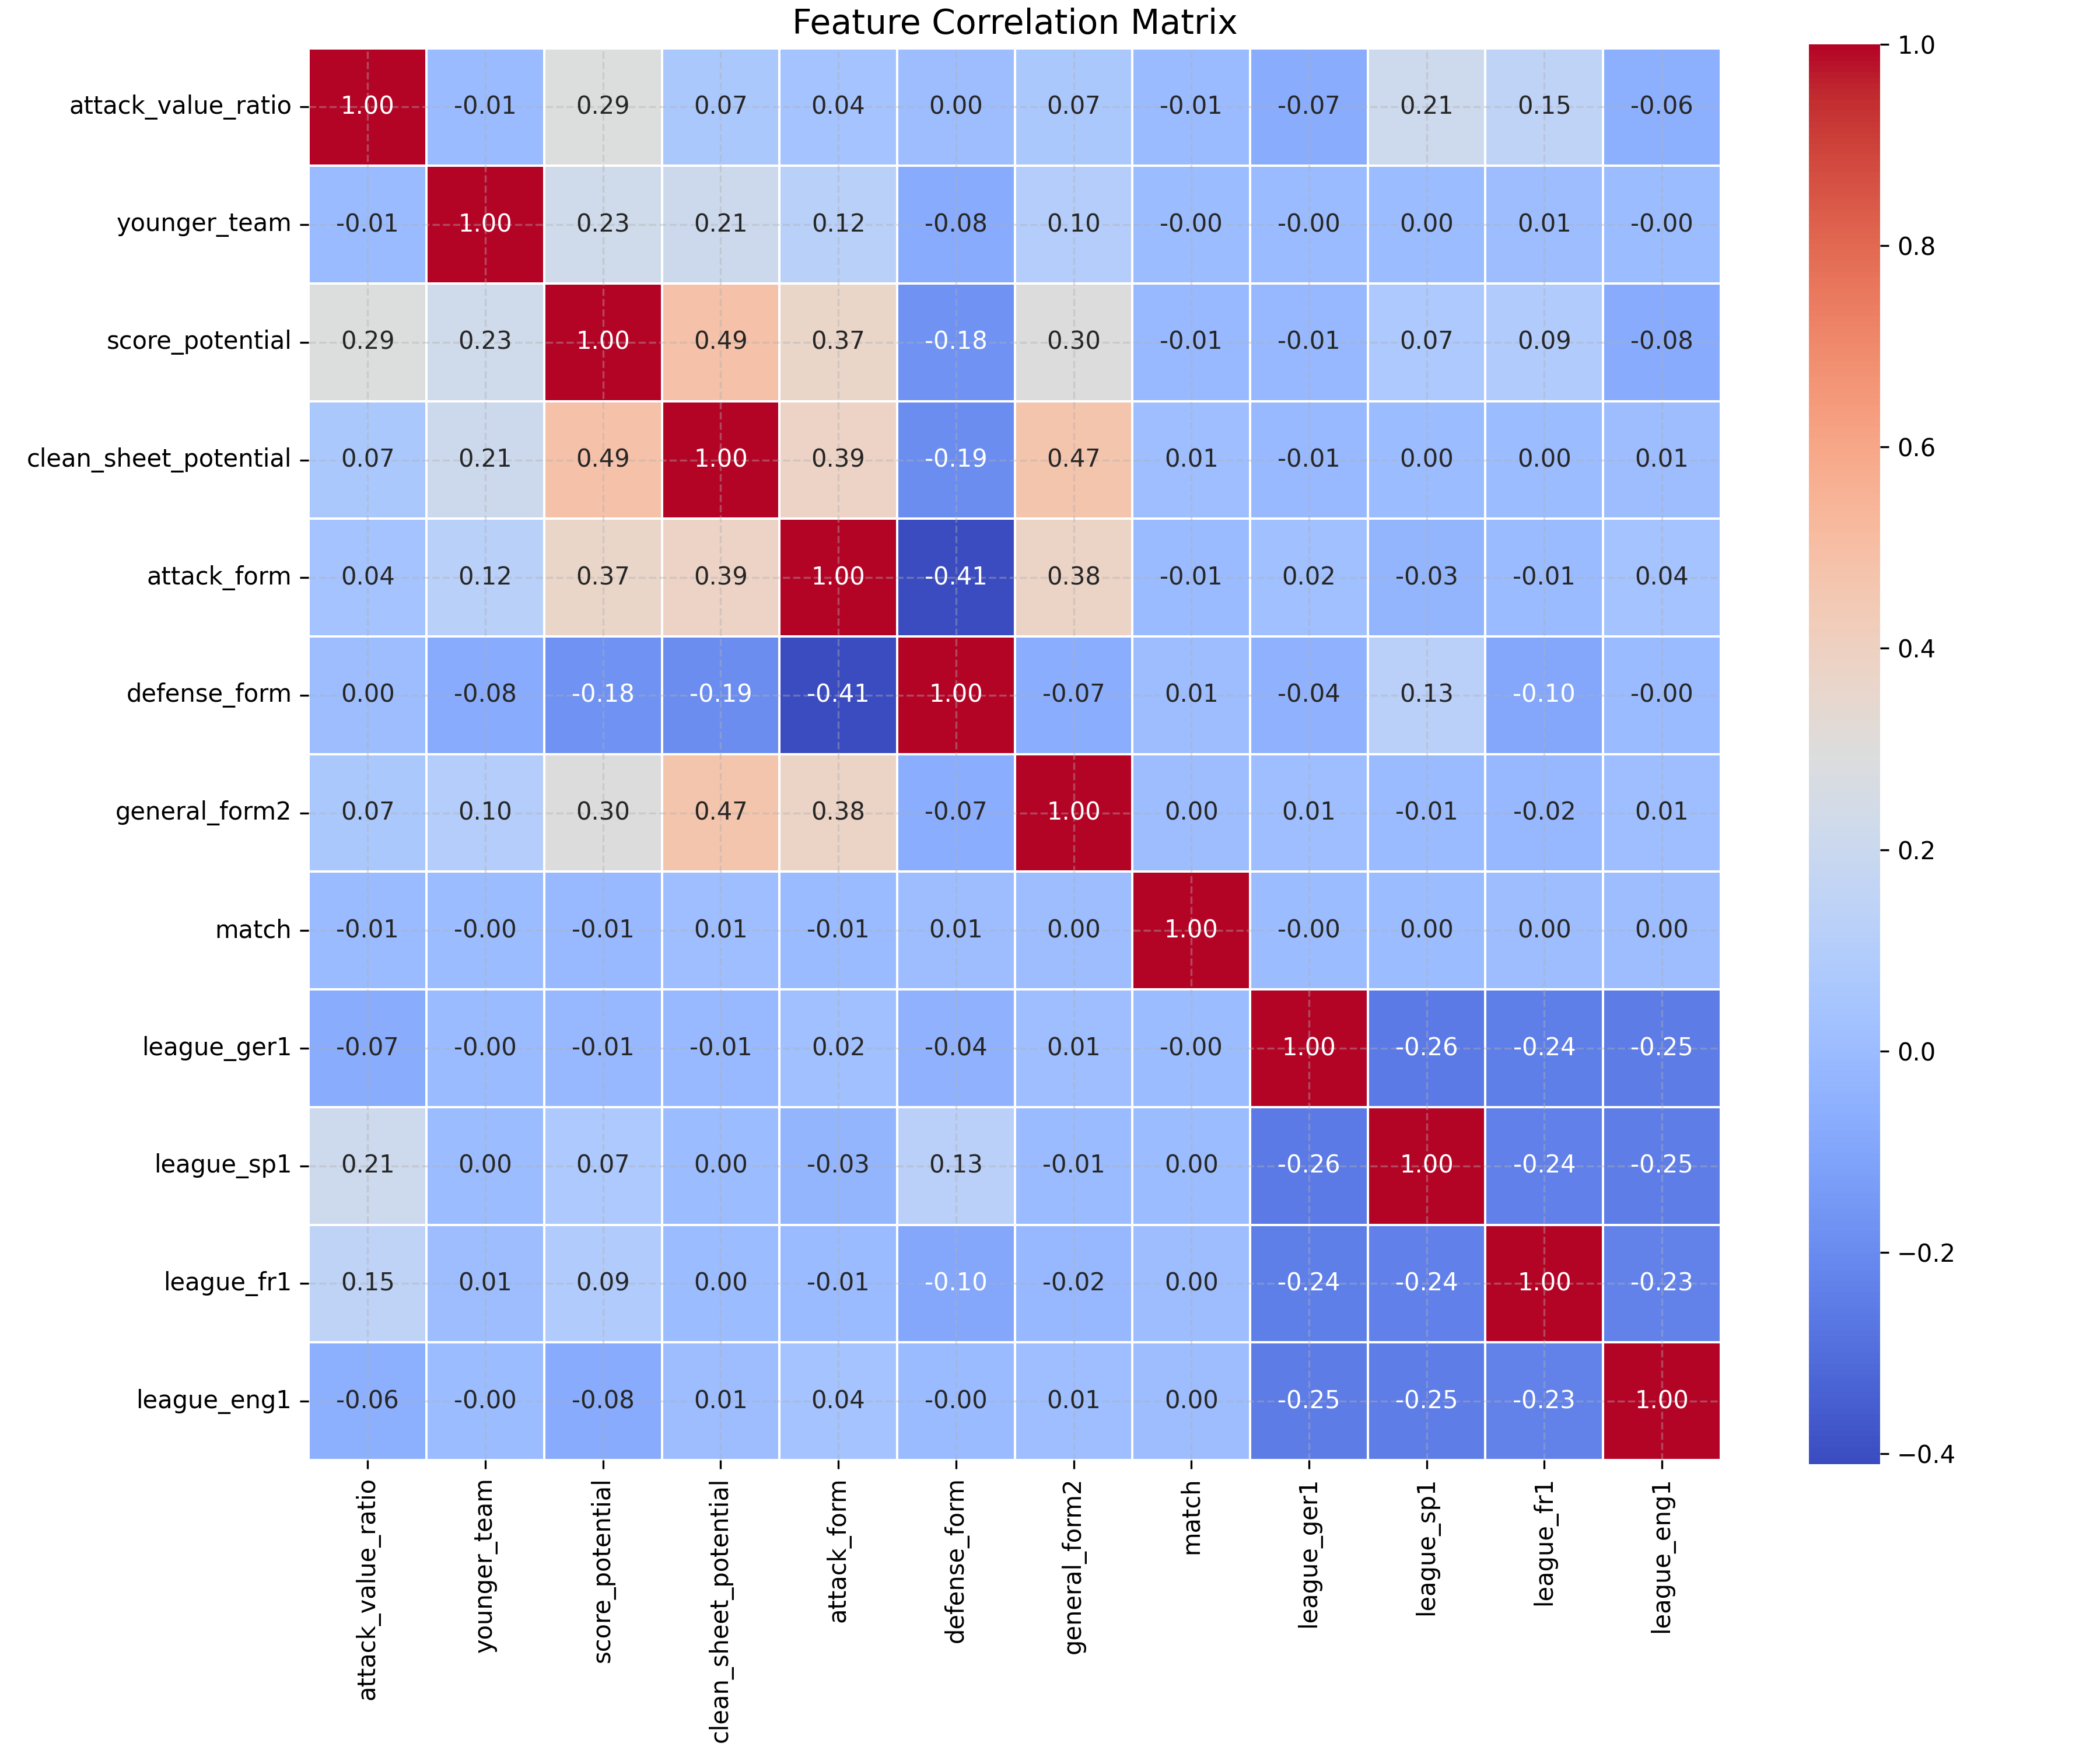 Feature Correlation Matrix
attack_value_ratio 1.00 -0.01 0.29 0.07 0.04 0.00 0.07 -0.01 -0.07 0.21 0.15 -0.06
younger_team -0.01 1.00 0.23 0.21 0.12 -0.08 0.10 -0.00 -0.00 0.00 0.01 -0.00
score_potential 0.29 0.23 1.00 0.49 0.37 -0.18 0.30 -0.01 -0.01 0.07 0.09 -0.08
clean_sheet_potential 0.07 0.21 0.49 1.00 0.39 -0.19 0.47 0.01 -0.01 0.00 0.00 0.01
attack_form 0.04 0.12 0.37 0.39 1.00 -0.41 0.38 -0.01 0.02 -0.03 -0.01 0.04
defense_form 0.00 -0.08 -0.18 -0.19 -0.41 1.00 -0.07 0.01 -0.04 0.13 -0.10 -0.00
general_form2 0.07 0.10 0.30 0.47 0.38 -0.07 1.00 0.00 0.01 -0.01 -0.02 0.01
match -0.01 -0.00 -0.01 0.01 -0.01 0.01 0.00 1.00 -0.00 0.00 0.00 0.00
league_ger1 -0.07 -0.00 -0.01 -0.01 0.02 -0.04 0.01 -0.00 1.00 -0.26 -0.24 -0.25
league_sp1 0.21 0.00 0.07 0.00 -0.03 0.13 -0.01 0.00 -0.26 1.00 -0.24 -0.25
league_fr1 0.15 0.01 0.09 0.00 -0.01 -0.10 -0.02 0.00 -0.24 -0.24 1.00 -0.23
league_eng1 -0.06 -0.00 -0.08 0.01 0.04 -0.00 0.01 0.00 -0.25 -0.25 -0.23 1.00
attack_value_ratio
younger_team
score_potential
clean_sheet_potential
attack_form
defense_form
general_form2
match
league_ger1
league_sp1
league_fr1
league_eng1
1.0
0.8
0.6
0.4
0.2
0.0
−0.2
−0.4